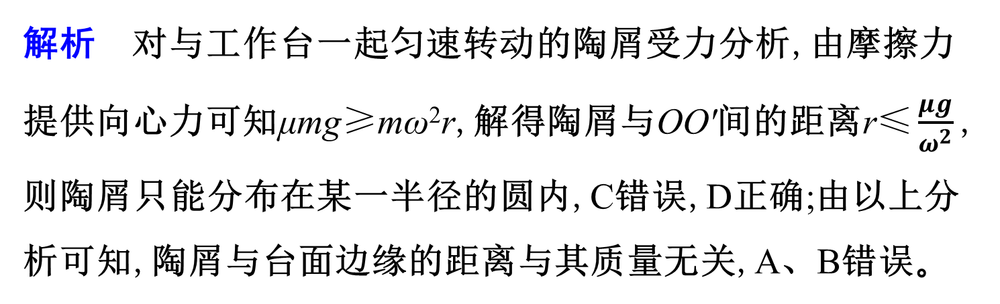 解析　对与工作台一起匀速转动的陶屑受力分析,由摩擦力
提供向心力可知μmg≥mω²r,解得陶屑与OO′间的距离r≤μg/ω²,
则陶屑只能分布在某一半径的圆内,C错误,D正确;由以上分
析可知,陶屑与台面边缘的距离与其质量无关,A、B错误。